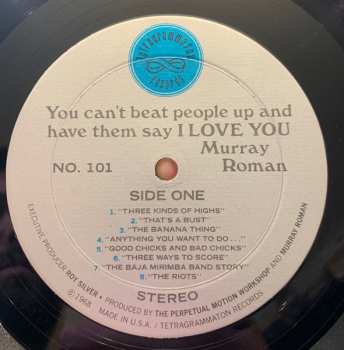 tetragrammaton
records
You can't beat people up and
have them say I LOVE YOU
Murray
Roman
NO. 101
SIDE ONE
1. "THREE KINDS OF HIGHS"
2. "THAT'S A BUST"
3. "THE BANANA THING"
4. "ANYTHING YOU WANT TO DO . . ."
5. "GOOD CHICKS AND BAD CHICKS"
6. "THREE WAYS TO SCORE"
7. "THE BAJA MIRIMBA BAND STORY"
8. "THE RIOTS"
STEREO
EXECUTIVE PRODUCER ROY SILVER • PRODUCED BY THE PERPETUAL MOTION WORKSHOP AND MURRAY ROMAN
℗ 1968 MADE IN U.S.A. / TETRAGRAMMATON RECORDS